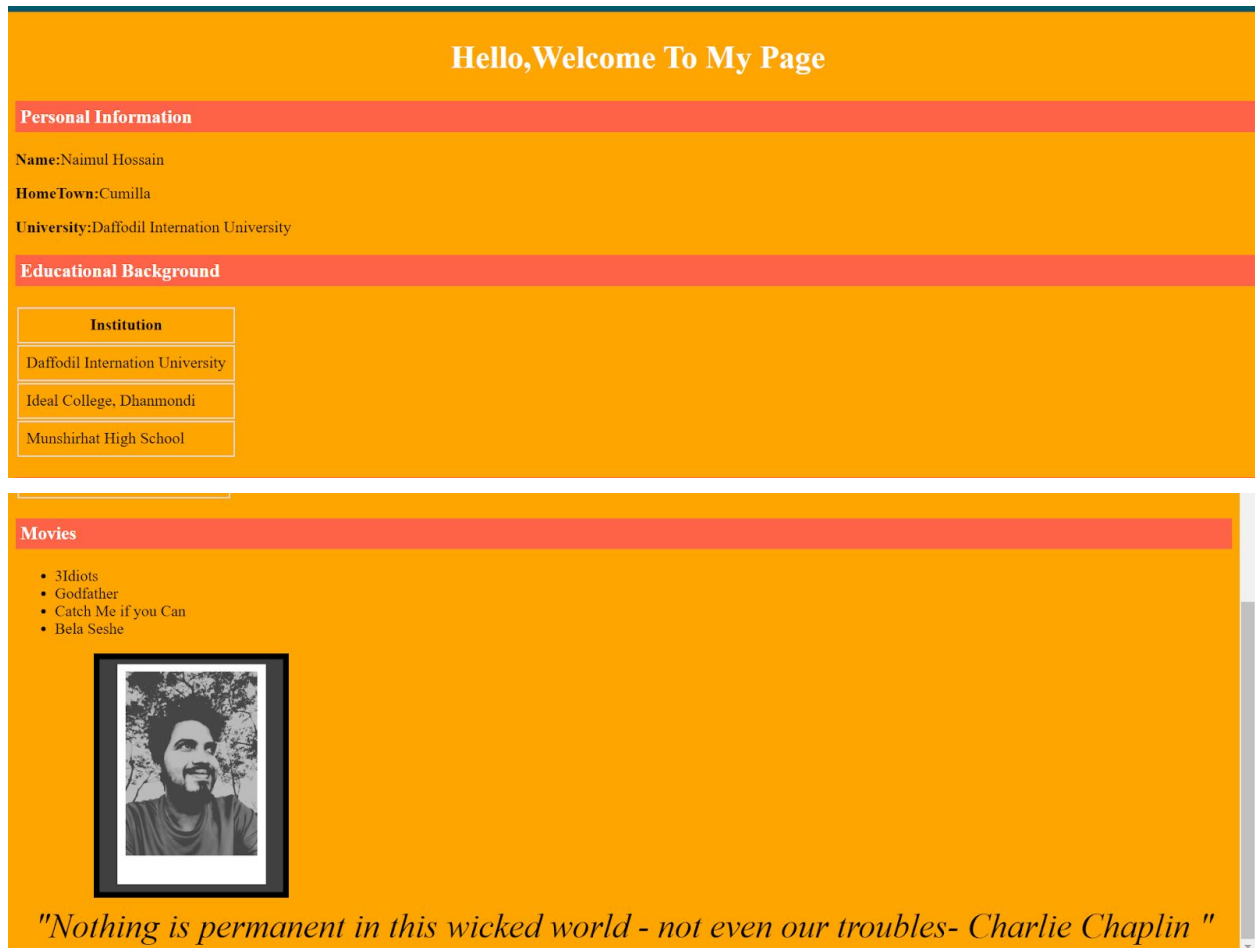 Hello,Welcome To My Page
Personal Information
Name:Naimul Hossain
HomeTown:Cumilla
University:Daffodil Internation University
Educational Background
Institution
Daffodil Internation University
Ideal College, Dhanmondi
Munshirhat High School
Movies
3Idiots
Godfather
Catch Me if you Can
Bela Seshe
"Nothing is permanent in this wicked world - not even our troubles- Charlie Chaplin "